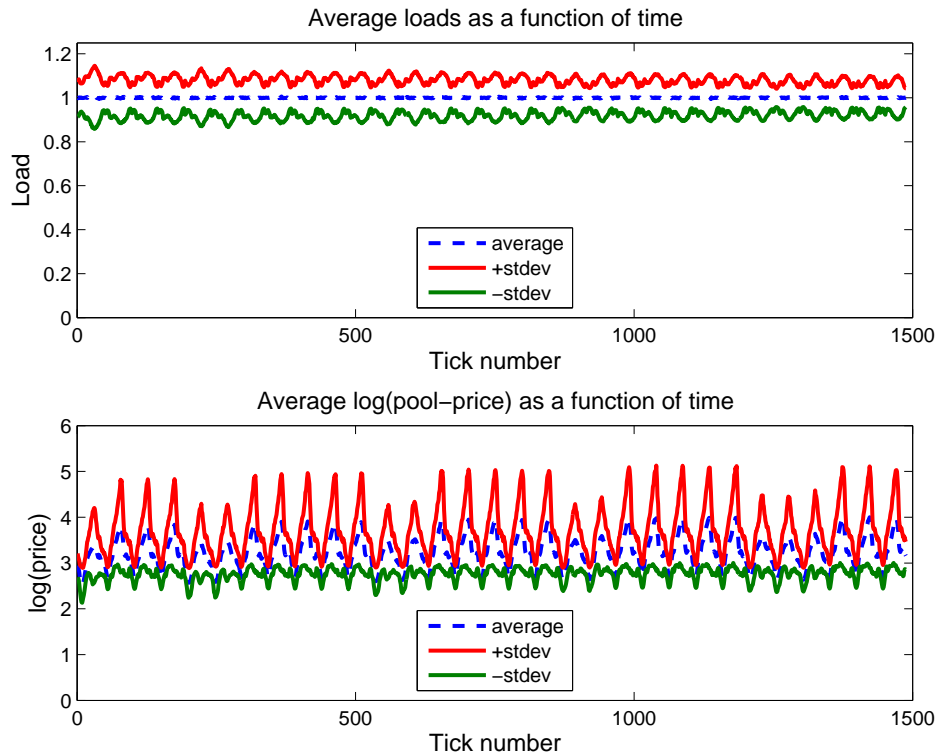 Average loads as a function of time
1.2
1
0.8
0.6
0.4
0.2
0
Load
0 500 1000 1500
Tick number
average
+stdev
−stdev
Average log(pool−price) as a function of time
6
5
4
3
2
1
0
log(price)
0 500 1000 1500
Tick number
average
+stdev
−stdev